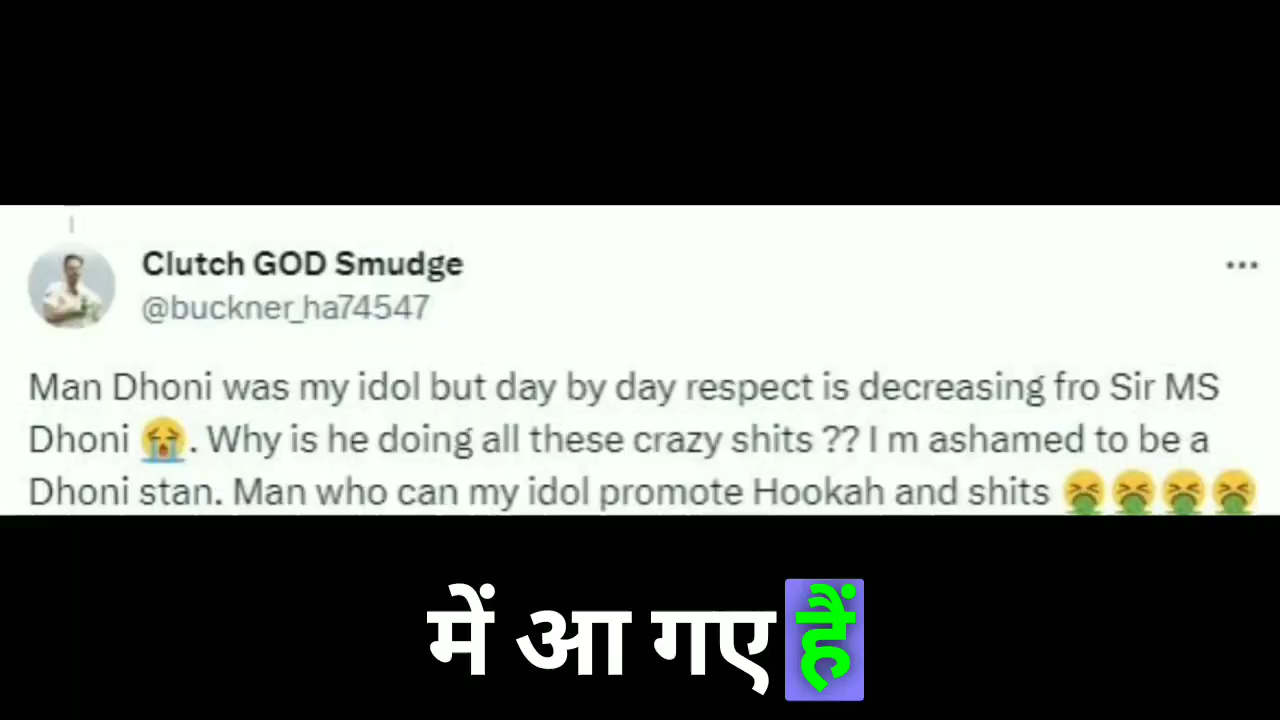 Clutch GOD Smudge
@buckner_ha74547
Man Dhoni was my idol but day by day respect is decreasing fro Sir MS
Dhoni 😭. Why is he doing all these crazy shits ?? I m ashamed to be a
Dhoni stan. Man who can my idol promote Hookah and shits 🤮🤮🤮🤮
में आ गए हैं